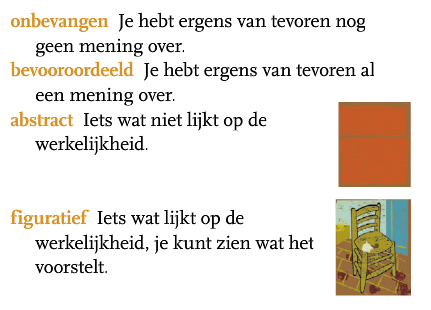 onbevangen Je hebt ergens van tevoren nog
geen mening over.
bevooroordeeld Je hebt ergens van tevoren al
een mening over.
abstract Iets wat niet lijkt op de
werkelijkheid.
figuratief Iets wat lijkt op de
werkelijkheid, je kunt zien wat het
voorstelt.